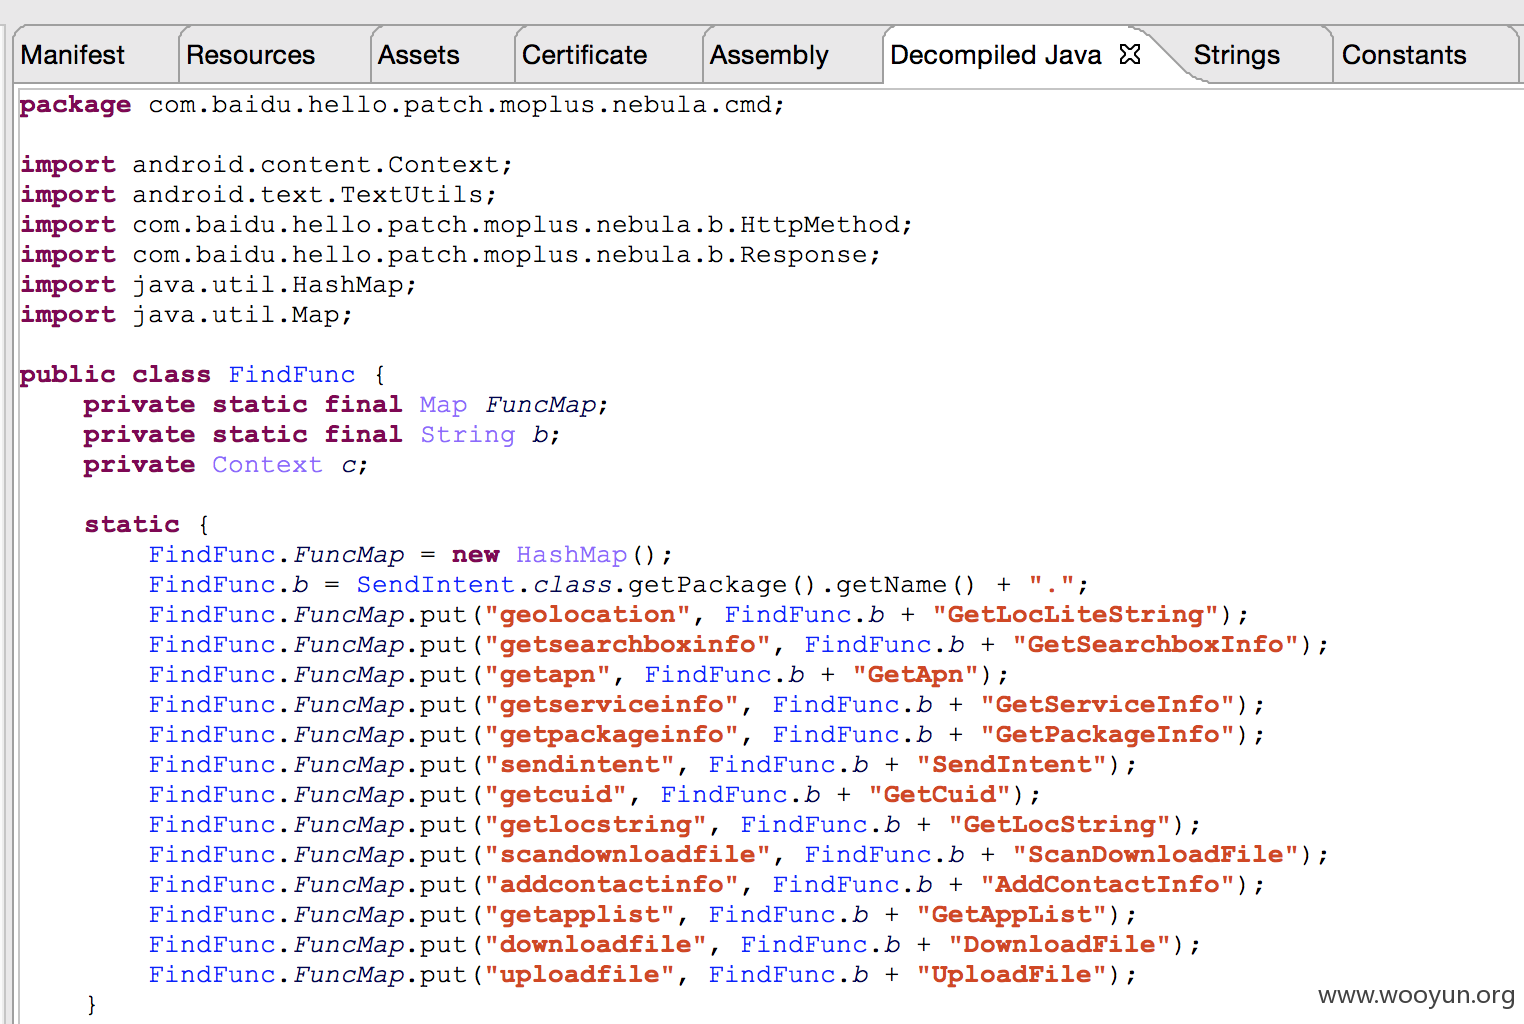 Manifest Resources Assets Certificate Assembly Decompiled Java Strings Constants
package com.baidu.hello.patch.moplus.nebula.cmd;
import android.content.Context;
import android.text.TextUtils;
import com.baidu.hello.patch.moplus.nebula.b.HttpMethod;
import com.baidu.hello.patch.moplus.nebula.b.Response;
import java.util.HashMap;
import java.util.Map;
public class FindFunc {
    private static final Map FuncMap;
    private static final String b;
    private Context c;
    static {
        FindFunc.FuncMap = new HashMap();
        FindFunc.b = SendIntent.class.getPackage().getName() + ".";
        FindFunc.FuncMap.put("geolocation", FindFunc.b + "GetLocLiteString");
        FindFunc.FuncMap.put("getsearchboxinfo", FindFunc.b + "GetSearchboxInfo");
        FindFunc.FuncMap.put("getapn", FindFunc.b + "GetApn");
        FindFunc.FuncMap.put("getserviceinfo", FindFunc.b + "GetServiceInfo");
        FindFunc.FuncMap.put("getpackageinfo", FindFunc.b + "GetPackageInfo");
        FindFunc.FuncMap.put("sendintent", FindFunc.b + "SendIntent");
        FindFunc.FuncMap.put("getcuid", FindFunc.b + "GetCuid");
        FindFunc.FuncMap.put("getlocstring", FindFunc.b + "GetLocString");
        FindFunc.FuncMap.put("scandownloadfile", FindFunc.b + "ScanDownloadFile");
        FindFunc.FuncMap.put("addcontactinfo", FindFunc.b + "AddContactInfo");
        FindFunc.FuncMap.put("getapplist", FindFunc.b + "GetAppList");
        FindFunc.FuncMap.put("downloadfile", FindFunc.b + "DownloadFile");
        FindFunc.FuncMap.put("uploadfile", FindFunc.b + "UploadFile");
    }
www.wooyun.org